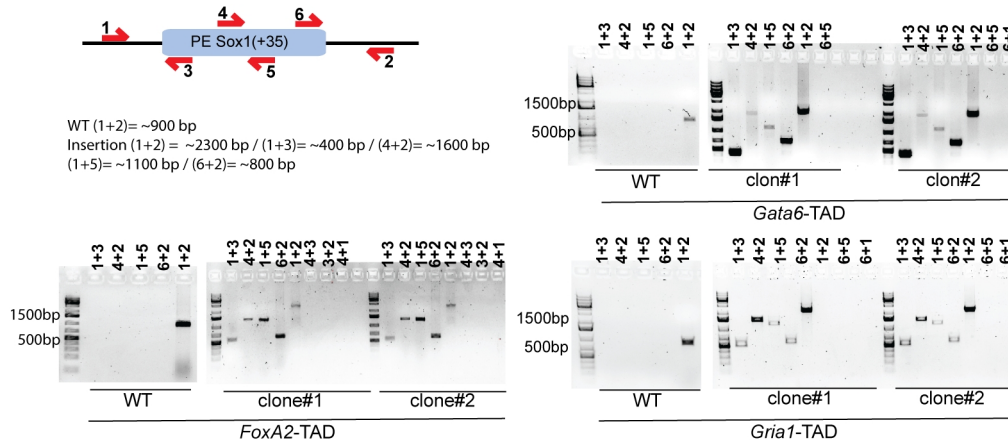 1
4
6
PE Sox1(+35)
3
5
2
WT (1+2)= ~900 bp
Insertion (1+2) = ~2300 bp / (1+3)= ~400 bp / (4+2)= ~1600 bp
(1+5)= ~1100 bp / (6+2)= ~800 bp
1+3 4+2 1+5 6+2 1+2
1+3 4+2 1+5 6+2 1+2 6+5
1+3 4+2 1+5 6+2 1+2 6+5
1500bp
500bp
WT
clon#1
clon#2
Gata6-TAD
1+3 4+2 1+5 6+2 1+2
1+3 4+2 1+5 6+2 1+2 4+3 3+2 4+1
1+3 4+2 1+5 6+2 1+2 4+3 3+2 4+1
1500bp
500bp
WT
clone#1
clone#2
FoxA2-TAD
1+3 4+2 1+5 6+2 1+2
1+3 4+2 1+5 6+2 1+2 6+5 6+1
1+3 4+2 1+5 6+2 1+2 6+5
1500bp
500bp
WT
clone#1
clone#2
Gria1-TAD